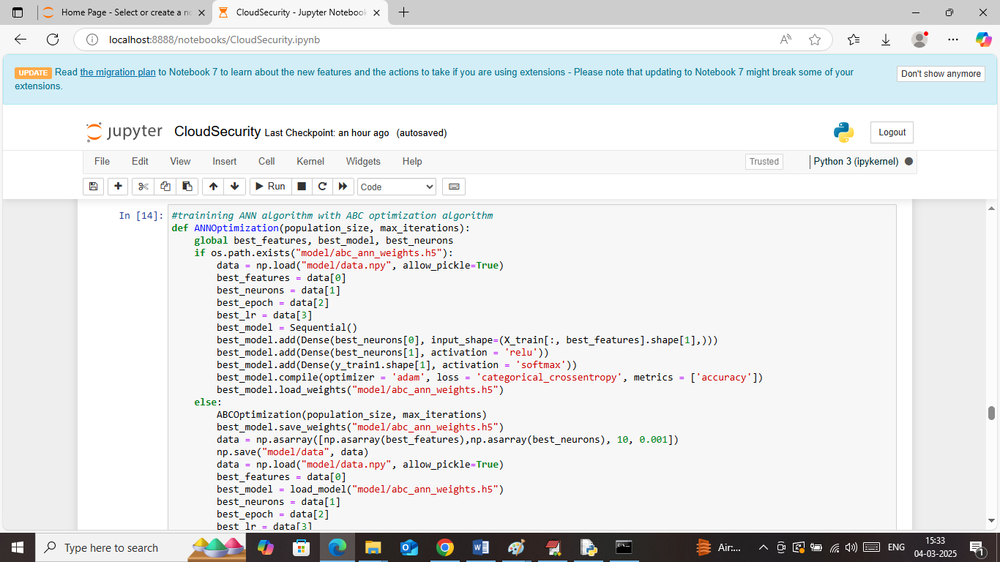 Home Page - Select or create a n
CloudSecurity - Jupyter Notebook
localhost:8888/notebooks/CloudSecurity.ipynb
UPDATE Read the migration plan to Notebook 7 to learn about the new features and the actions to take if you are using extensions - Please note that updating to Notebook 7 might break some of your
extensions.
Don't show anymore
jupyter CloudSecurity Last Checkpoint: an hour ago (autosaved)
Logout
File Edit View Insert Cell Kernel Widgets Help
Trusted
Python 3 (ipykernel)
Run
Code
In [14]:
#trainining ANN algorithm with ABC optimization algorithm
def ANNOptimization(population_size, max_iterations):
    global best_features, best_model, best_neurons
    if os.path.exists("model/abc_ann_weights.h5"):
        data = np.load("model/data.npy", allow_pickle=True)
        best_features = data[0]
        best_neurons = data[1]
        best_epoch = data[2]
        best_lr = data[3]
        best_model = Sequential()
        best_model.add(Dense(best_neurons[0], input_shape=(X_train[:, best_features].shape[1],)))
        best_model.add(Dense(best_neurons[1], activation = 'relu'))
        best_model.add(Dense(y_train1.shape[1], activation = 'softmax'))
        best_model.compile(optimizer = 'adam', loss = 'categorical_crossentropy', metrics = ['accuracy'])
        best_model.load_weights("model/abc_ann_weights.h5")
    else:
        ABCOptimization(population_size, max_iterations)
        best_model.save_weights("model/abc_ann_weights.h5")
        data = np.asarray([np.asarray(best_features),np.asarray(best_neurons), 10, 0.001])
        np.save("model/data", data)
        data = np.load("model/data.npy", allow_pickle=True)
        best_features = data[0]
        best_model = load_model("model/abc_ann_weights.h5")
        best_neurons = data[1]
        best_epoch = data[2]
        best_lr = data[3]
Type here to search
Air:...
ENG
15:33
04-03-2025
1